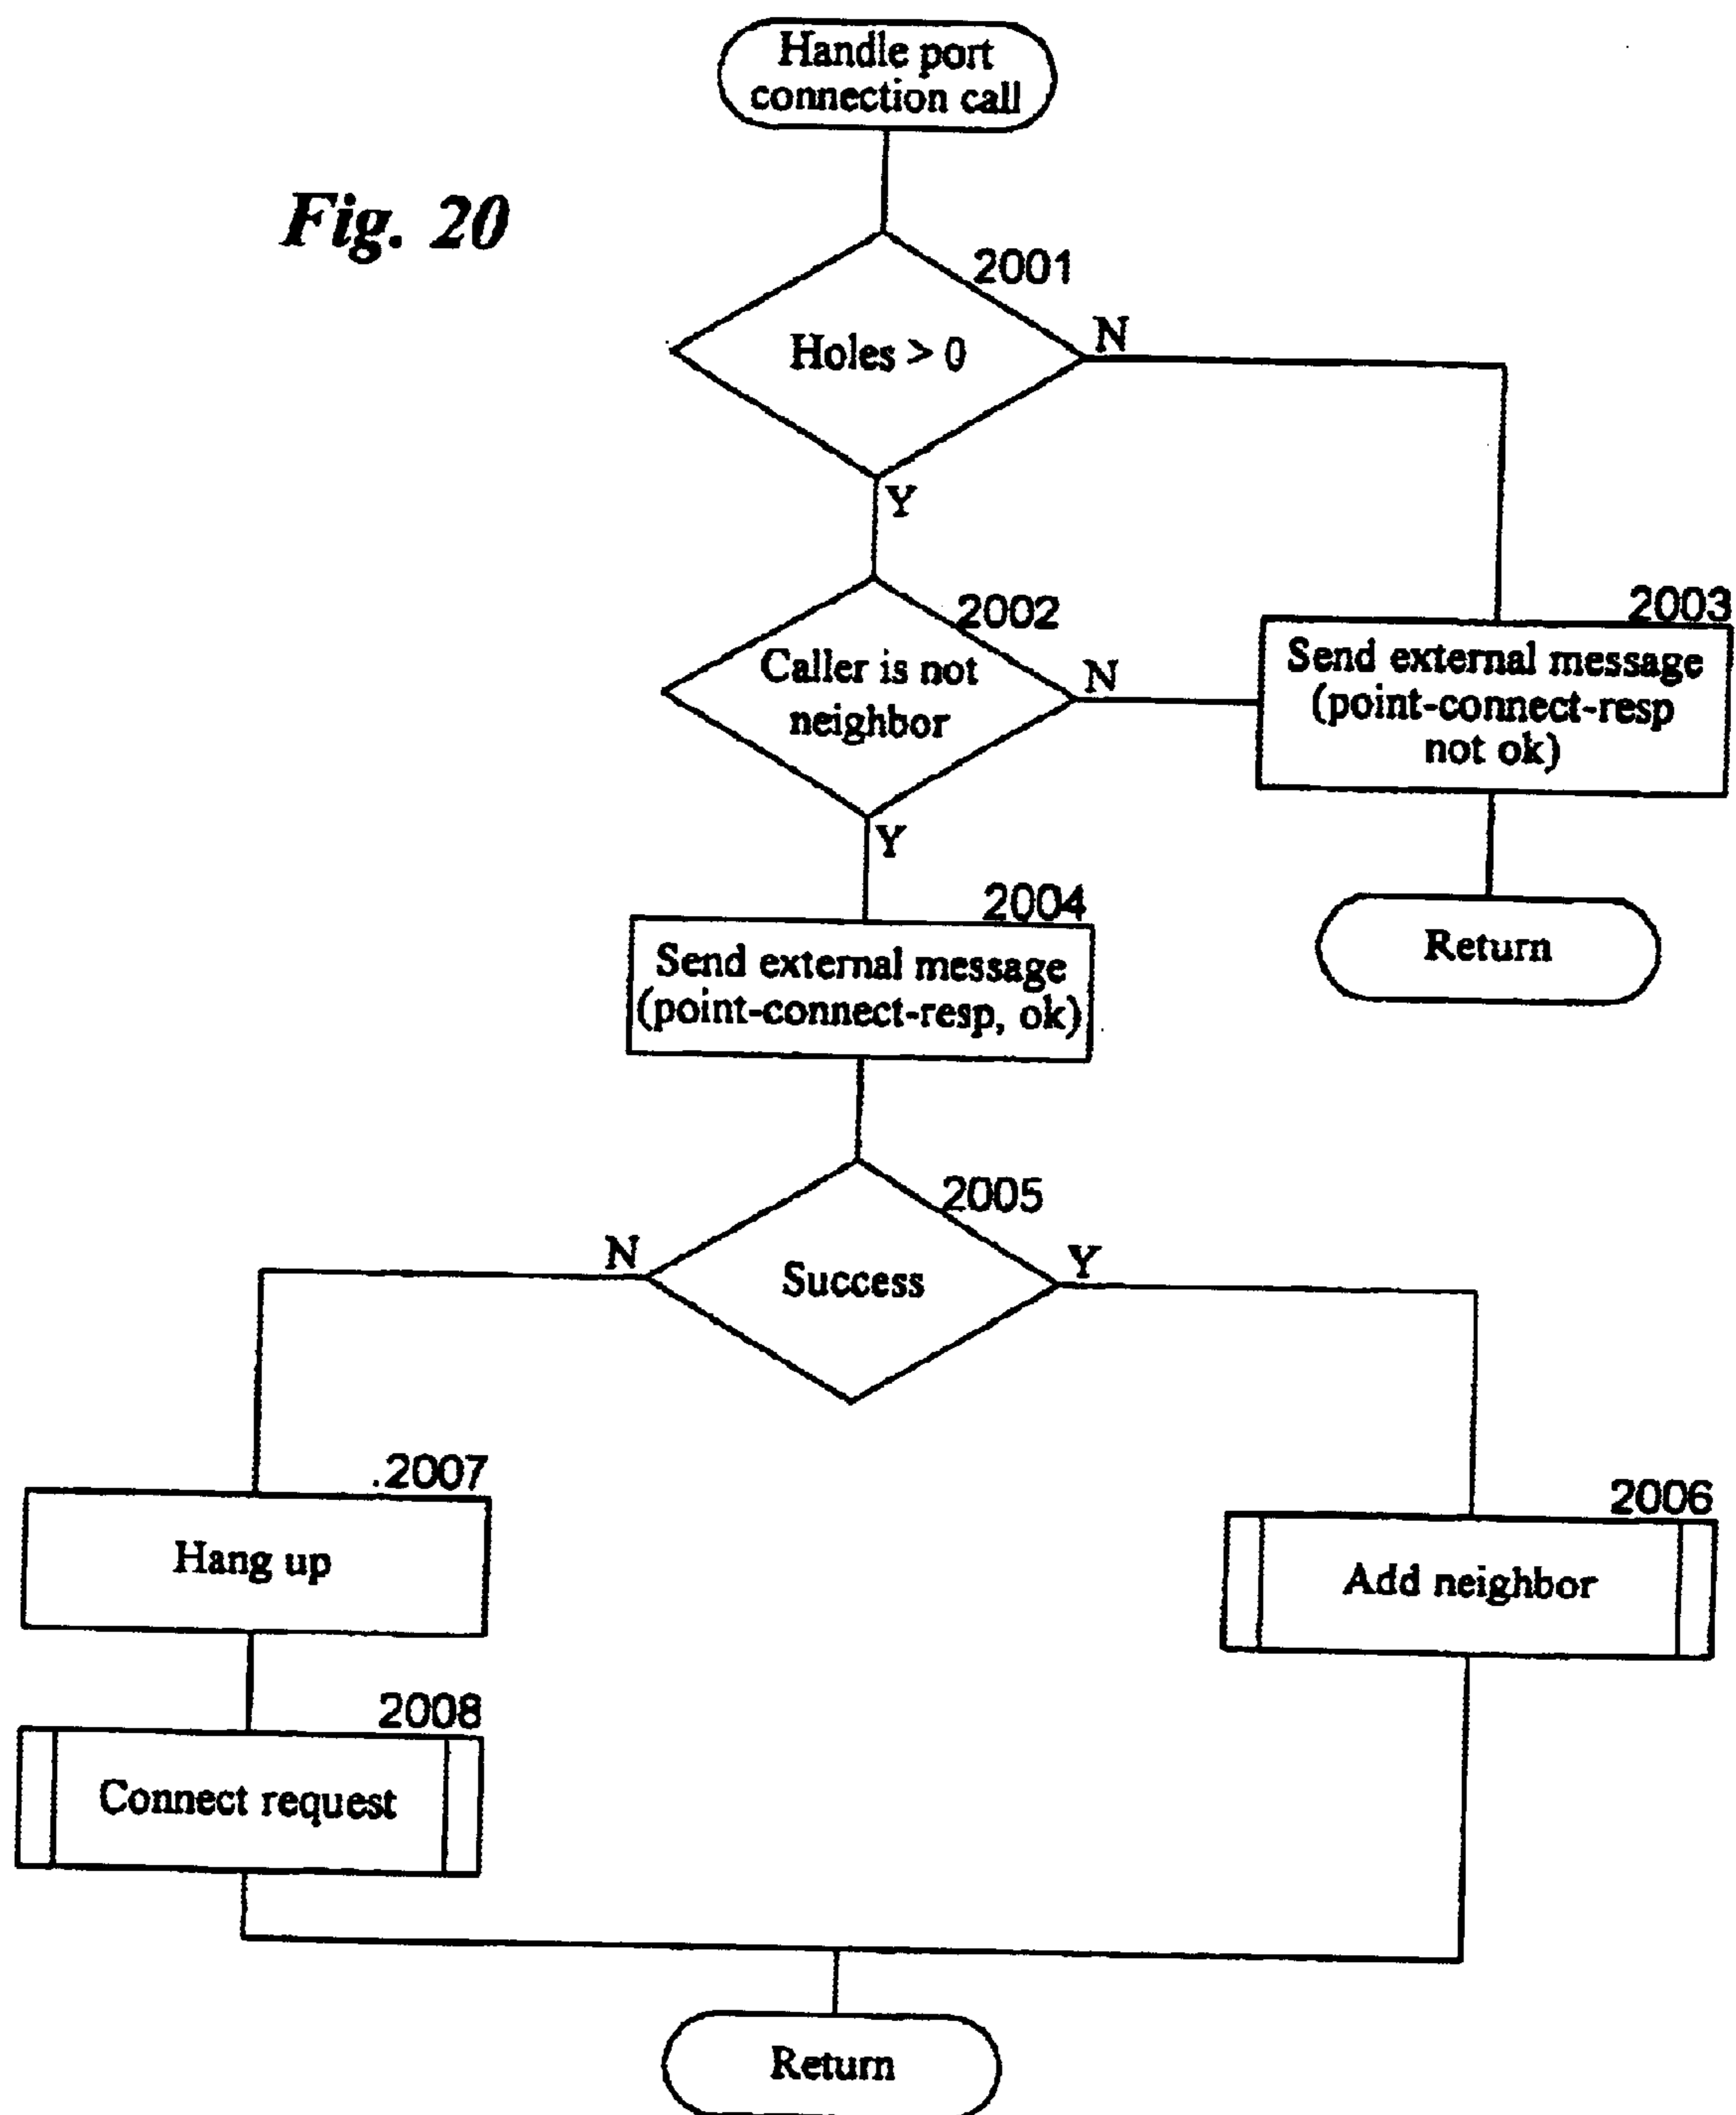 Handle port
connection call
Fig. 20
2001
Holes > 0
N
Y
2002
Caller is not
neighbor
N
Y
2003
Send external message
(point-connect-resp
not ok)
Return
2004
Send external message
(point-connect-resp, ok)
2005
Success
N
Y
2007
Hang up
2006
Add neighbor
2008
Connect request
Return